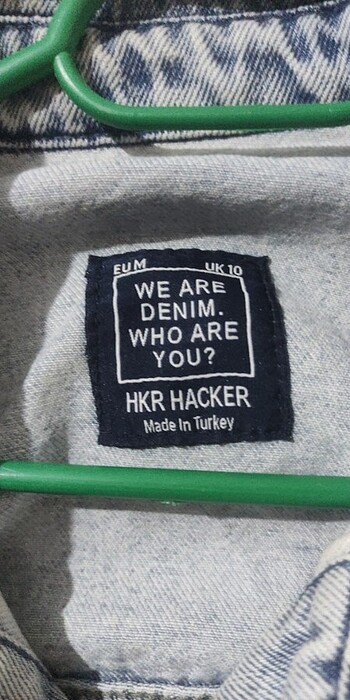 EU M UK 10
WE ARE
DENIM.
WHO ARE
YOU?
HKR HACKER
Made In Turkey